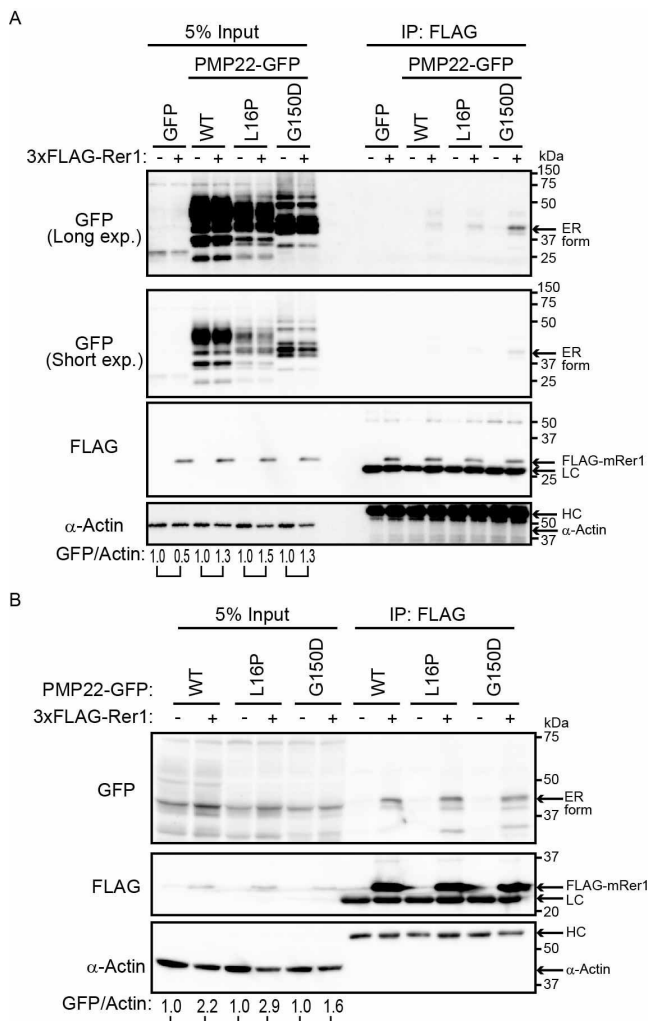 A
5% Input IP: FLAG
PMP22-GFP PMP22-GFP
GFP WT L16P G150D GFP WT L16P G150D
3xFLAG-Rer1: - + - + - + - + - + - + - + - + kDa
150
75
50
GFP
(Long exp.)
ER
form
37
25
150
75
50
GFP
(Short exp.)
ER
form
37
25
50
37
FLAG
FLAG-mRer1
LC
25
HC
50
α-Actin
α-Actin
37
GFP/Actin: 1.0 0.5 1.0 1.3 1.0 1.5 1.0 1.3
B
5% Input IP: FLAG
PMP22-GFP: WT L16P G150D WT L16P G150D
3xFLAG-Rer1: - + - + - + - + - + - + kDa
75
50
GFP
ER
form
37
37
FLAG
FLAG-mRer1
LC
20
HC
50
α-Actin
α-Actin
37
GFP/Actin: 1.0 2.2 1.0 2.9 1.0 1.6